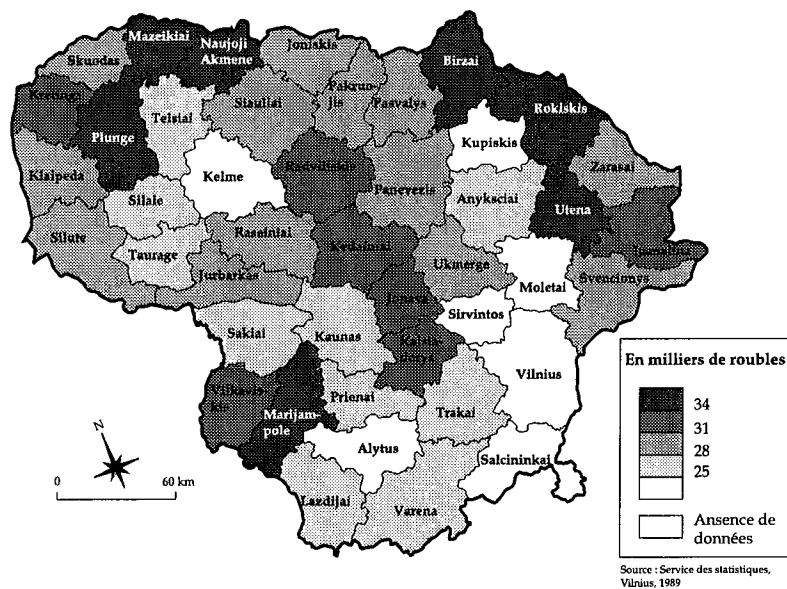 Mazeikiai
Naujoji
Akmene
Joniskis
Birzai
Skuodas
Pakruo-
jis
Kretinga
Siauliai
Pasvalys
Rokiskis
Telsiai
Plunge
Kupiskis
Zarasai
Klaipeda
Kelme
Radviliskis
Panevezis
Silale
Anyksciai
Utena
Silute
Raseiniai
Kedainiai
Ignalina
Taurage
Ukmerge
Moletai
Jurbarkas
Svencionys
Jonava
Sirvintos
Sakiai
Kaunas
Kaisia-
dorys
Vilnius
Vilkavis-
kis
Prienai
Marijam-
pole
Trakai
Alytus
Salcininkai
Lazdijai
Varena
N
0
60 km
En milliers de roubles
34
31
28
25
Absence de
données
Source : Service des statistiques,
Vilnius, 1989